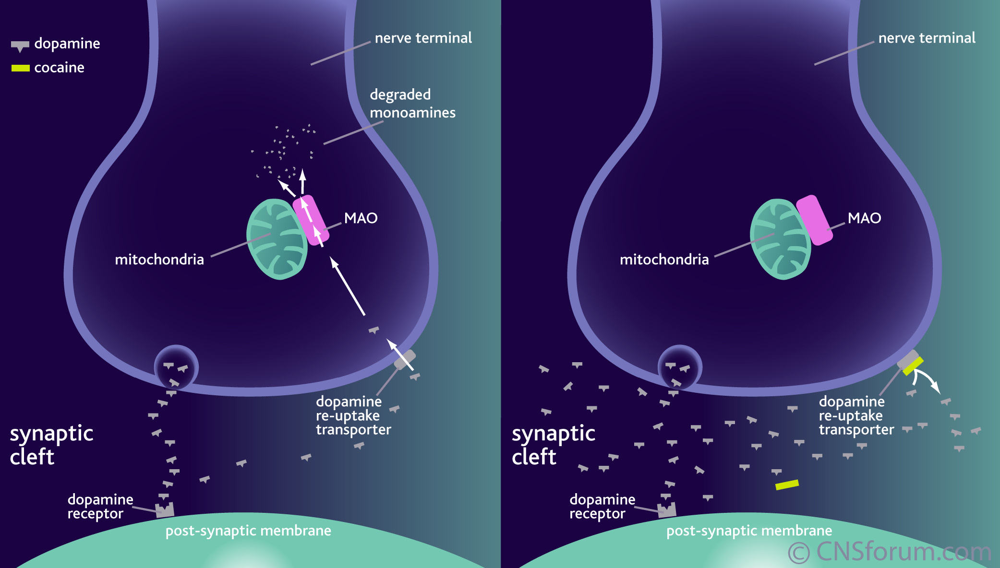 dopamine
cocaine
nerve terminal
degraded
monoamines
MAO
mitochondria
dopamine
re-uptake
transporter
synaptic
cleft
dopamine
receptor
post-synaptic membrane
nerve terminal
MAO
mitochondria
dopamine
re-uptake
transporter
synaptic
cleft
dopamine
receptor
post-synaptic membrane
© CNSforum.com